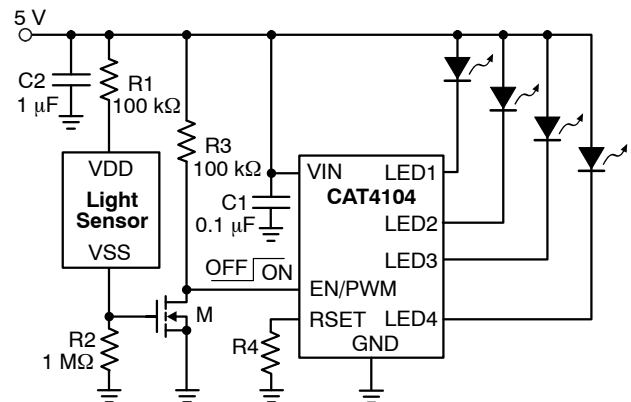 5 V
C2
1 μF
R1
100 kΩ
R3
100 kΩ
VDD
Light
Sensor
VSS
C1
0.1 μF
VIN
LED1
CAT4104
LED2
LED3
OFF
ON
EN/PWM
RSET
LED4
GND
M
R2
1 MΩ
R4